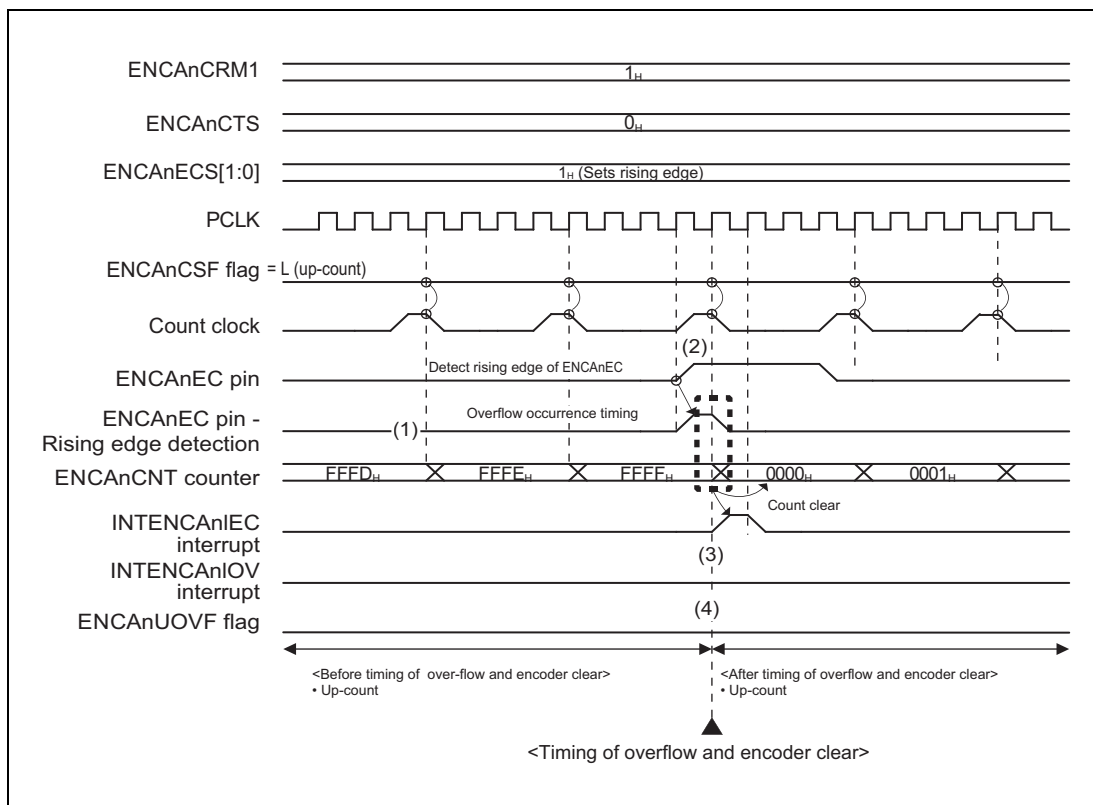 ENCAnCRM1
1H
ENCAnCTS
0H
ENCAnECS[1:0]
1H (Sets rising edge)
PCLK
ENCAnCSF flag = L (up-count)
Count clock
(2)
Detect rising edge of ENCAnEC
ENCAnEC pin
Overflow occurrence timing
ENCAnEC pin -
Rising edge detection
(1)
ENCAnCNT counter
FFFDH FFFEH FFFFH 0000H 0001H
Count clear
INTENCAnIEC
interrupt
(3)
INTENCAnIOV
interrupt
(4)
ENCAnUOVF flag
<Before timing of over-flow and encoder clear>
• Up-count
<After timing of overflow and encoder clear>
• Up-count
<Timing of overflow and encoder clear>